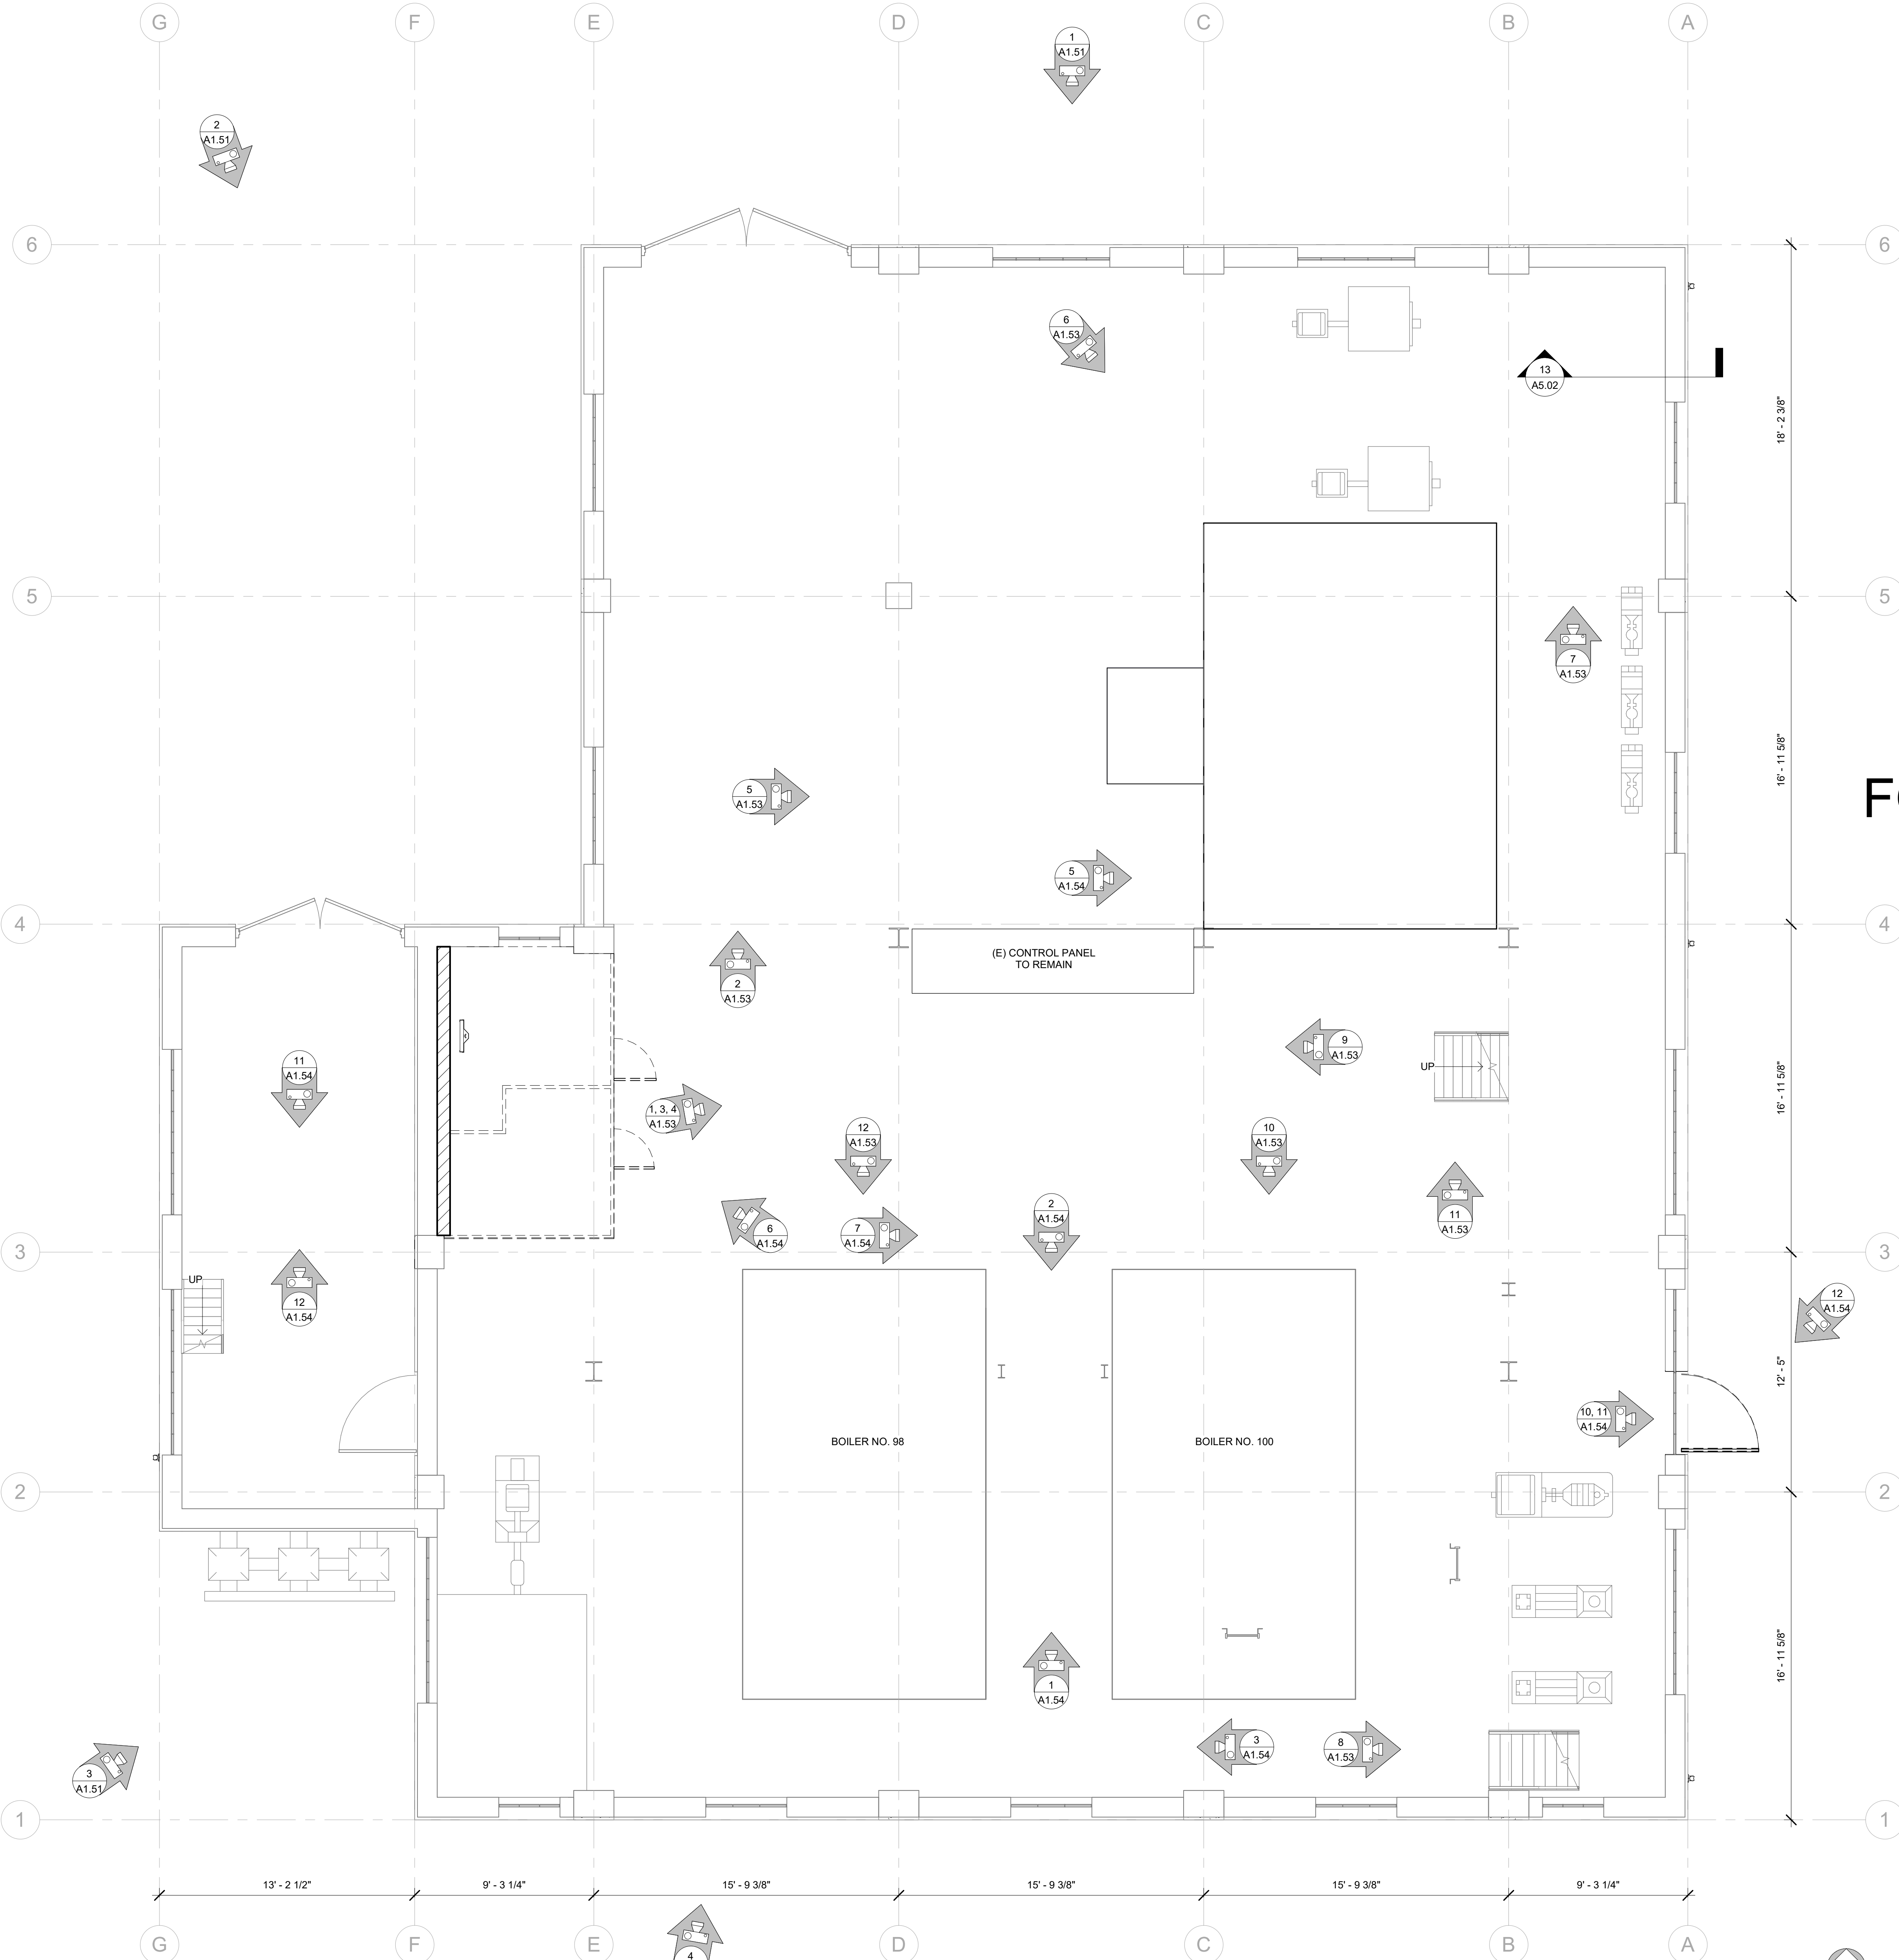 G F E D C B A
1
A1.51
2
A1.51
6 6
6
A1.53
13
A5.02
18' - 2 3/8"
5 5
7
A1.53
16' - 11 5/8"
5
A1.53
5
A1.54
4 4
(E) CONTROL PANEL
TO REMAIN
2
A1.53
9
A1.53
UP
11
A1.54
16' - 11 5/8"
1, 3, 4
A1.53
12
A1.53
10
A1.53
2
A1.54
6
A1.54
7
A1.54
11
A1.53
3 3
UP
12
A1.54
12
A1.54
12' - 5"
10, 11
A1.54
BOILER NO. 98
BOILER NO. 100
2 2
16' - 11 5/8"
1
A1.54
3
A1.54
8
A1.53
3
A1.51
1 1
13' - 2 1/2" 9' - 3 1/4" 15' - 9 3/8" 15' - 9 3/8" 15' - 9 3/8" 9' - 3 1/4"
4
G F E D C B A